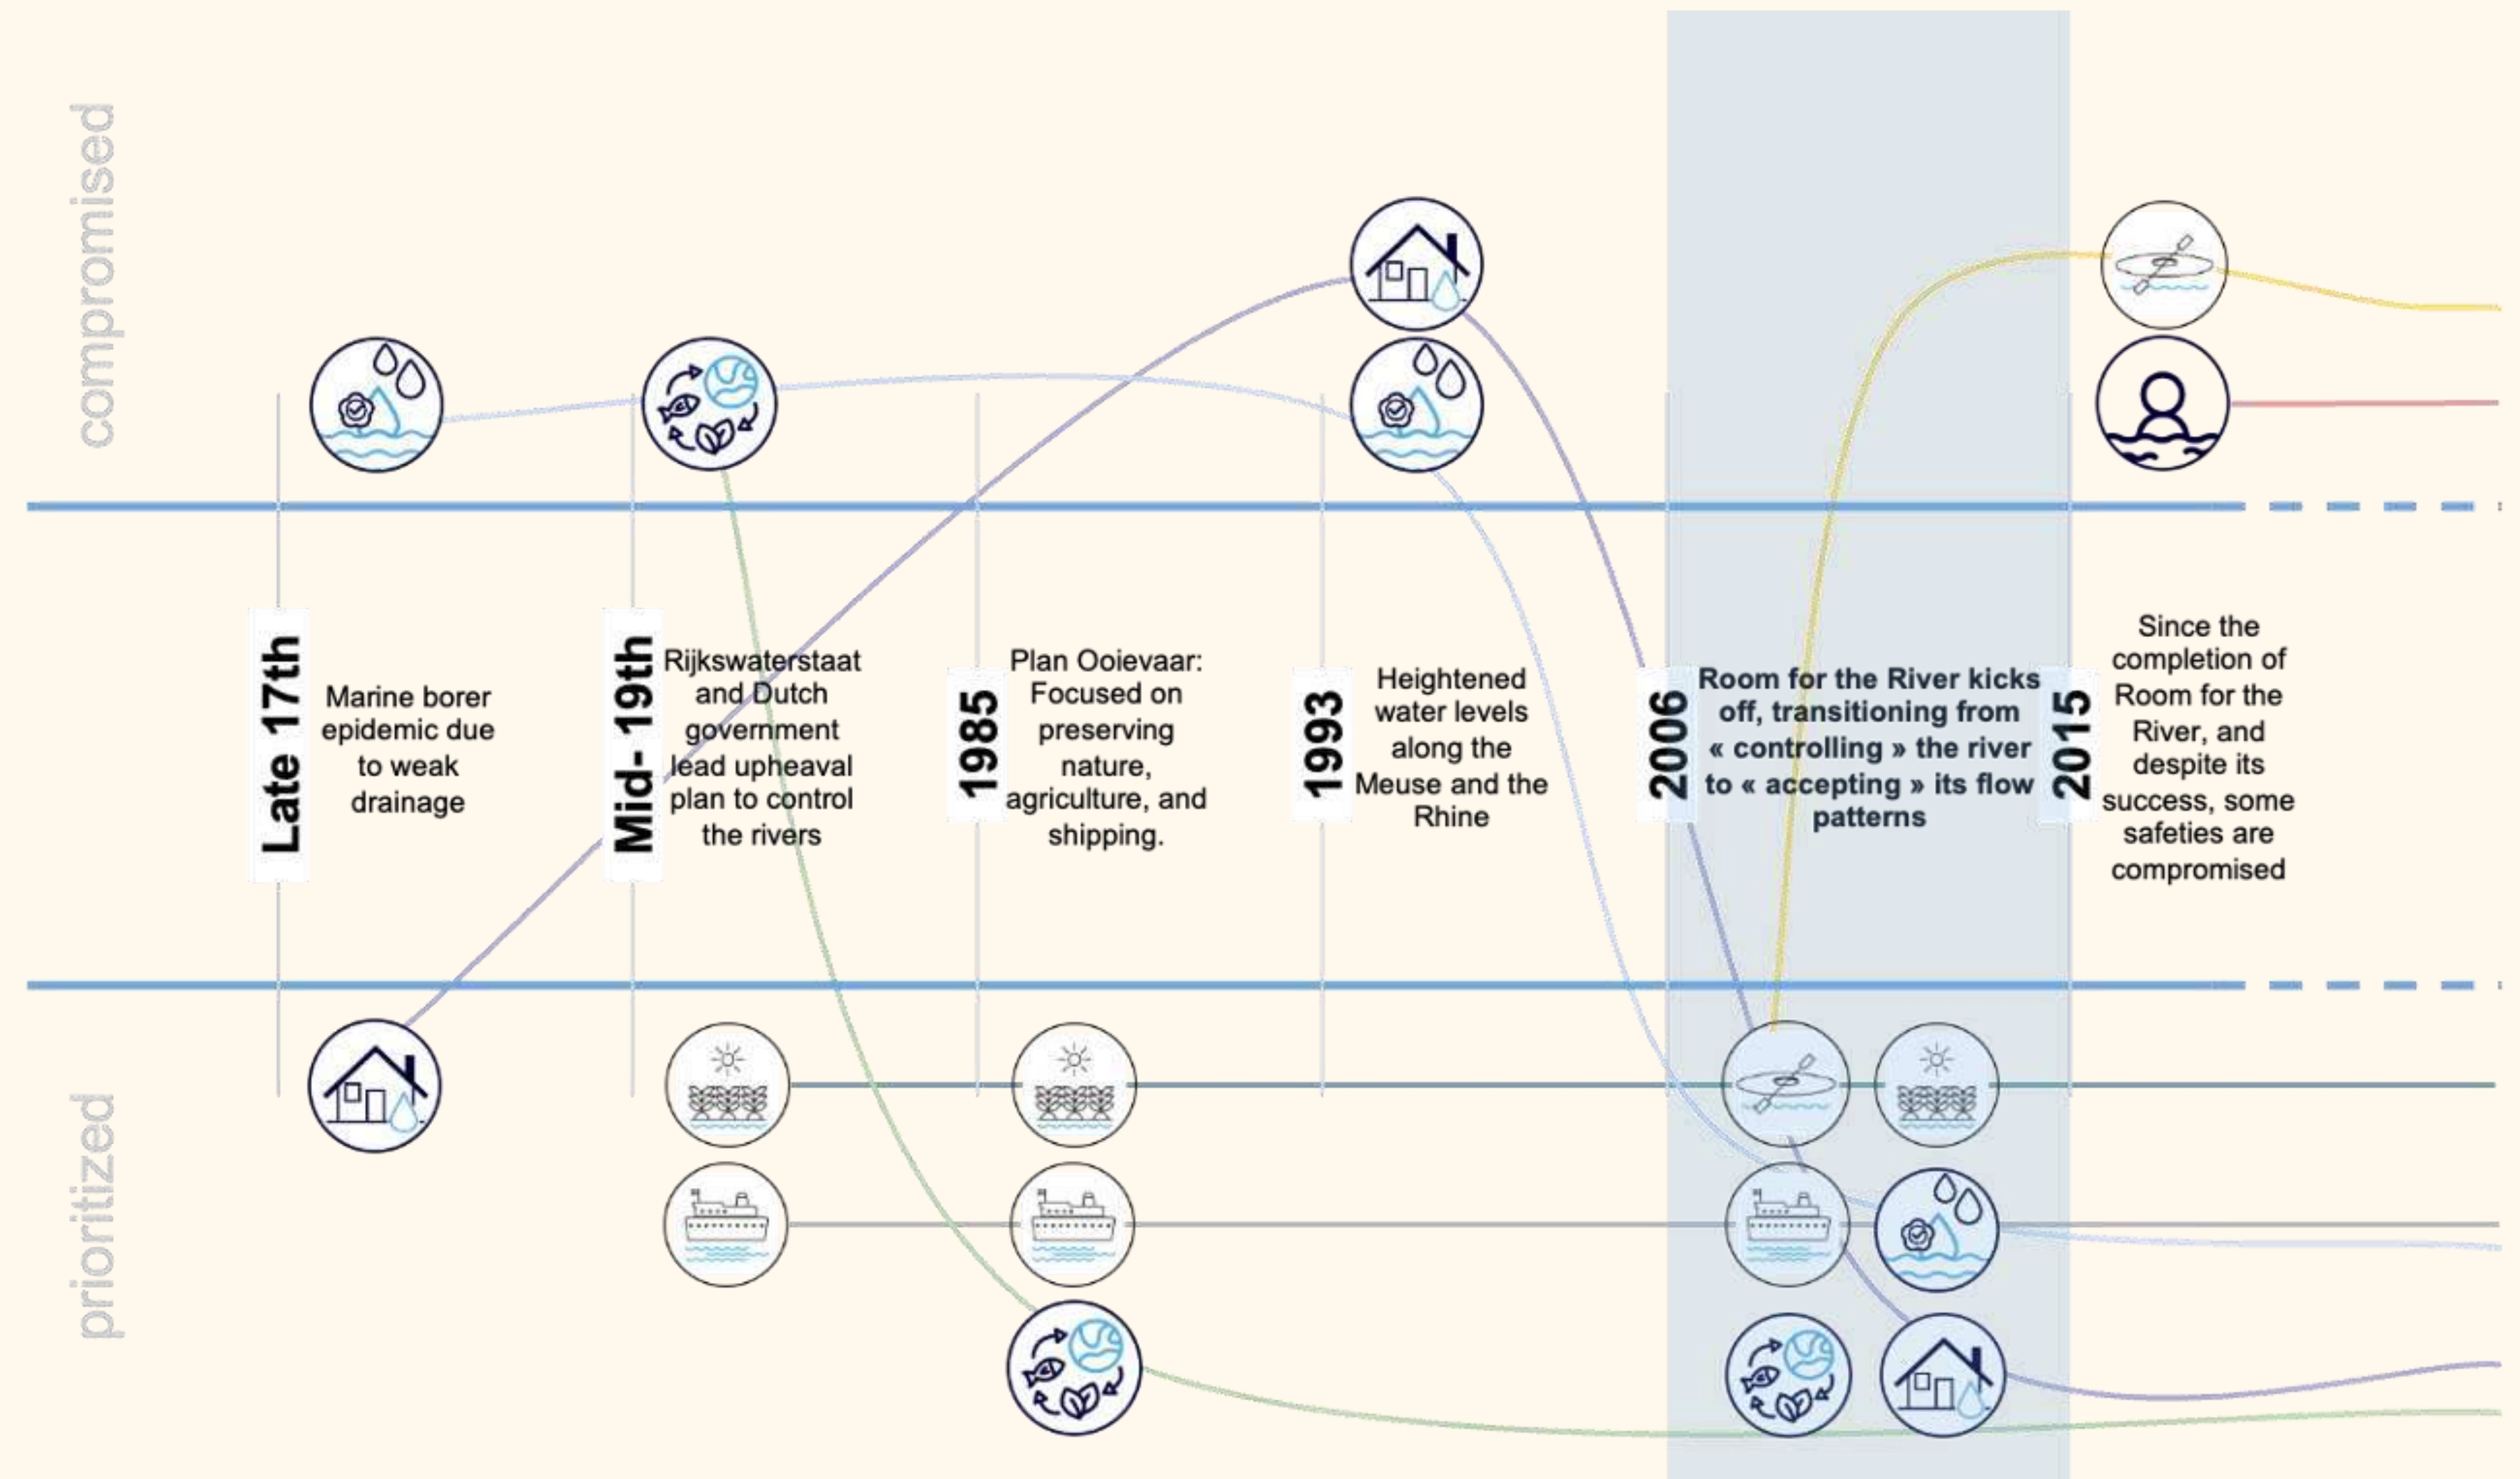 compromised
Late 17th
Marine borer
epidemic due
to weak
drainage
Mid- 19th
Rijkswaterstaat
and Dutch
government
lead upheaval
plan to control
the rivers
1985
Plan Ooievaar:
Focused on
preserving
nature,
agriculture, and
shipping.
1993
Heightened
water levels
along the
Meuse and the
Rhine
2006
Room for the River kicks
off, transitioning from
« controlling » the river
to « accepting » its flow
patterns
2015
Since the
completion of
Room for the
River, and
despite its
success, some
safeties are
compromised
prioritized